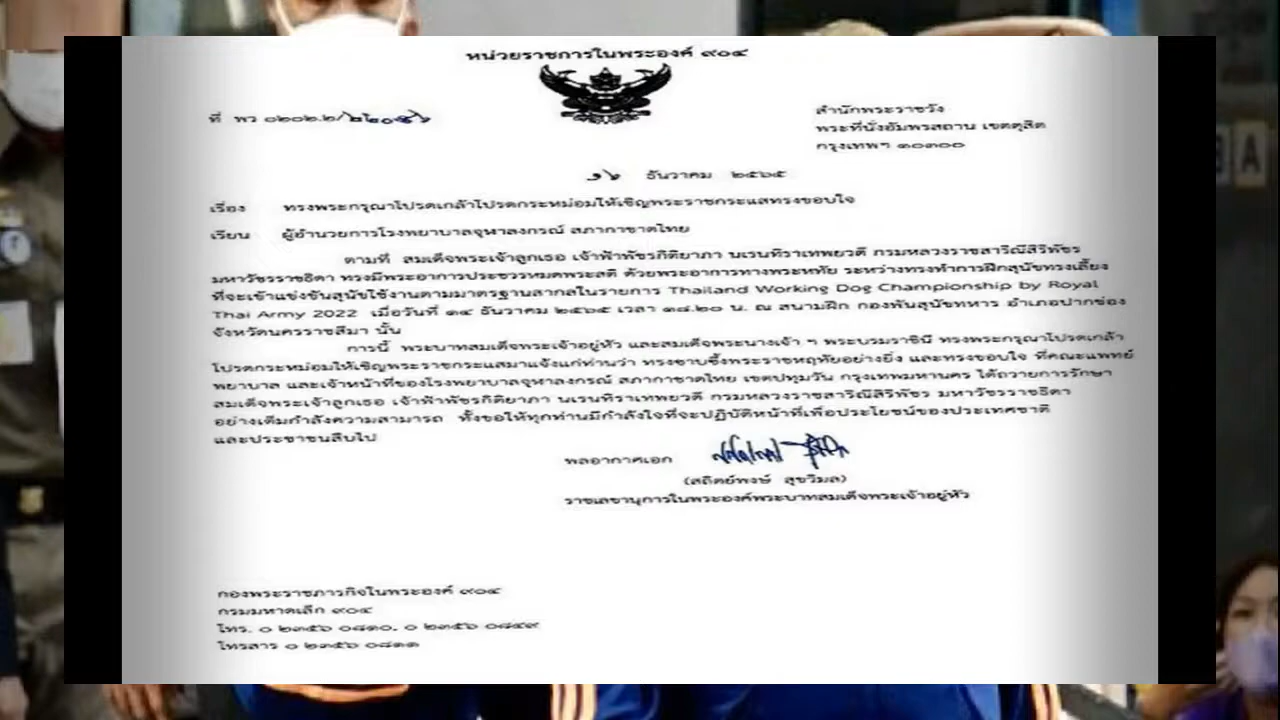 หน่วยราชการในพระองค์ ๙๐๔
ที่ พว ๐๒๐๒.๒/
สำนักพระราชวัง
พระที่นั่งอัมพรสถาน เขตดุสิต
กรุงเทพฯ ๑๐๓๐๐
๑๖ ธันวาคม ๒๕๖๕
เรื่อง ทรงพระกรุณาโปรดเกล้าโปรดกระหม่อมให้เชิญพระราชกระแสทรงขอบใจ
เรียน ผู้อำนวยการโรงพยาบาลจุฬาลงกรณ์ สภากาชาดไทย
ตามที่ สมเด็จพระเจ้าลูกเธอ เจ้าฟ้าพัชรกิติยาภา นเรนทิราเทพยวดี กรมหลวงราชสาริณีสิริพัชร
มหาวัชรราชธิดา ทรงมีพระอาการประชวรหมดพระสติ ด้วยพระอาการทางพระหทัย ระหว่างทรงทำการฝึกสุนัขทรงเลี้ยง
ที่จะเข้าแข่งขันสุนัขใช้งานตามมาตรฐานสากลในรายการ Thailand Working Dog Championship by Royal
Thai Army 2022 เมื่อวันที่ ๑๔ ธันวาคม ๒๕๖๕ เวลา ๑๘.๒๐ น. ณ สนามฝึก กองพันสุนัขทหาร อำเภอปากช่อง
จังหวัดนครราชสีมา นั้น
การนี้ พระบาทสมเด็จพระเจ้าอยู่หัว และสมเด็จพระนางเจ้า ฯ พระบรมราชินี ทรงพระกรุณาโปรดเกล้า
โปรดกระหม่อมให้เชิญพระราชกระแสมาแจ้งแก่ท่านว่า ทรงซาบซึ้งพระราชหฤทัยอย่างยิ่ง และทรงขอบใจ ที่คณะแพทย์
พยาบาล และเจ้าหน้าที่ของโรงพยาบาลจุฬาลงกรณ์ สภากาชาดไทย เขตปทุมวัน กรุงเทพมหานคร ได้ถวายการรักษา
สมเด็จพระเจ้าลูกเธอ เจ้าฟ้าพัชรกิติยาภา นเรนทิราเทพยวดี กรมหลวงราชสาริณีสิริพัชร มหาวัชรราชธิดา
อย่างเต็มกำลังความสามารถ ทั้งขอให้ทุกท่านมีกำลังใจที่จะปฏิบัติหน้าที่เพื่อประโยชน์ของประเทศชาติ
และประชาชนสืบไป
พลอากาศเอก
(สถิตย์พงษ์ สุขวิมล)
ราชเลขานุการในพระองค์พระบาทสมเด็จพระเจ้าอยู่หัว
กองพระราชภารกิจในพระองค์ ๙๐๔
กรมมหาดเล็ก ๙๐๔
โทร. ๐ ๒๓๕๖ ๐๘๑๐, ๐ ๒๓๕๖ ๐๘๔๙
โทรสาร ๐ ๒๓๕๖ ๐๘๑๑